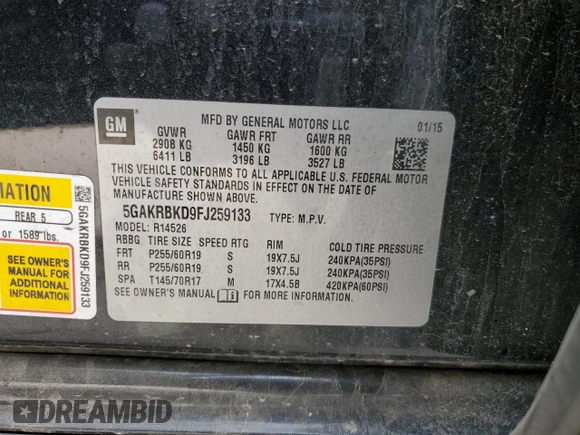 GM
MFD BY GENERAL MOTORS LLC
01/15
GVWR GAWR FRT GAWR RR
2908 KG 1450 KG 1600 KG
6411 LB 3196 LB 3527 LB
THIS VEHICLE CONFORMS TO ALL APPLICABLE U.S. FEDERAL MOTOR
VEHICLE SAFETY STANDARDS IN EFFECT ON THE DATE OF
MANUFACTURE SHOWN ABOVE.
5GAKRBKD9FJ259133 TYPE: M.P.V.
MODEL: R14526
RBBG TIRE SIZE SPEED RTG RIM COLD TIRE PRESSURE
FRT P255/60R19 S 19X7.5J 240KPA(35PSI)
RR P255/60R19 S 19X7.5J 240KPA(35PSI)
SPA T145/70R17 M 17X4.5B 420KPA(60PSI)
SEE OWNER'S MANUAL FOR MORE INFORMATION.
MATION
REAR 5
or 1589 lbs.
SEE OWNER'S
MANUAL FOR
ADDITIONAL
INFORMATION
5GAKRBKD9FJ259133
DREAMBID